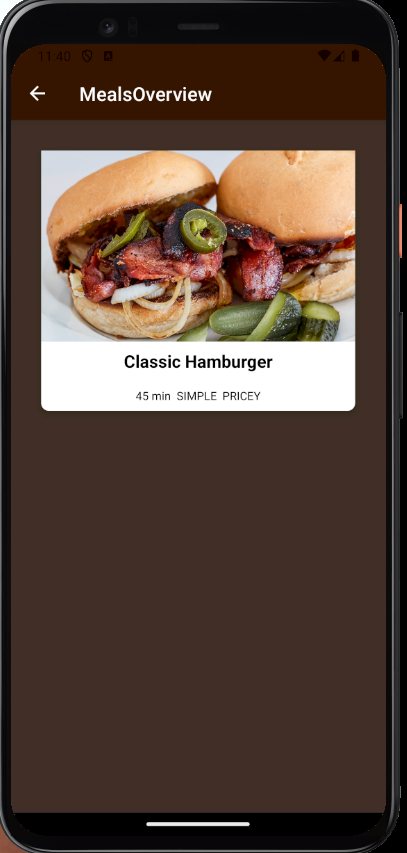 11:40
MealsOverview
Classic Hamburger
45 min SIMPLE PRICEY